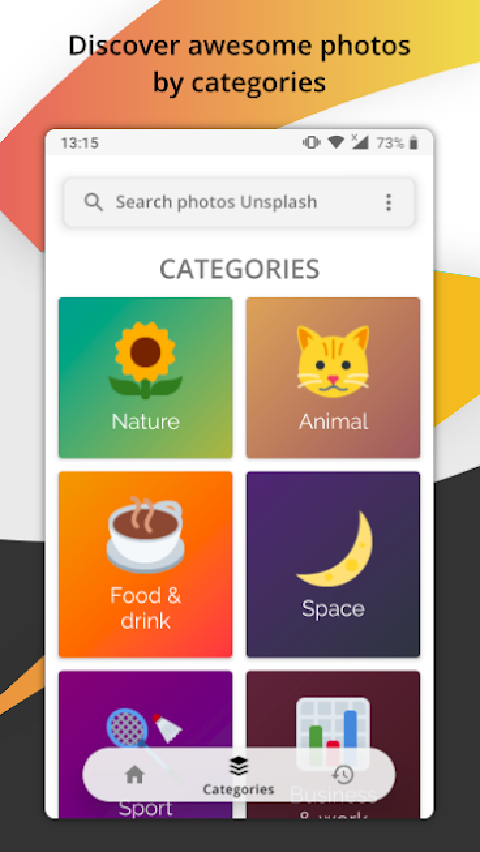 Discover awesome photos
by categories
13:15
x
73%
Search photos Unsplash
CATEGORIES
Nature
Animal
Food &
drink
Space
Categories
Sport
Business
& work